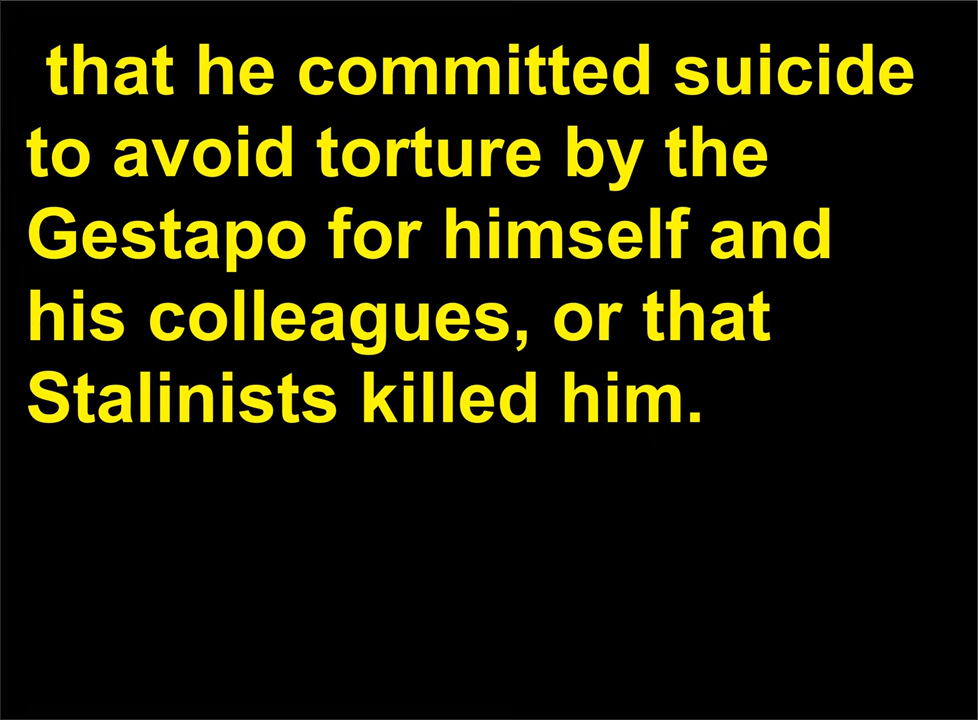 that he committed suicide
to avoid torture by the
Gestapo for himself and
his colleagues, or that
Stalinists killed him.